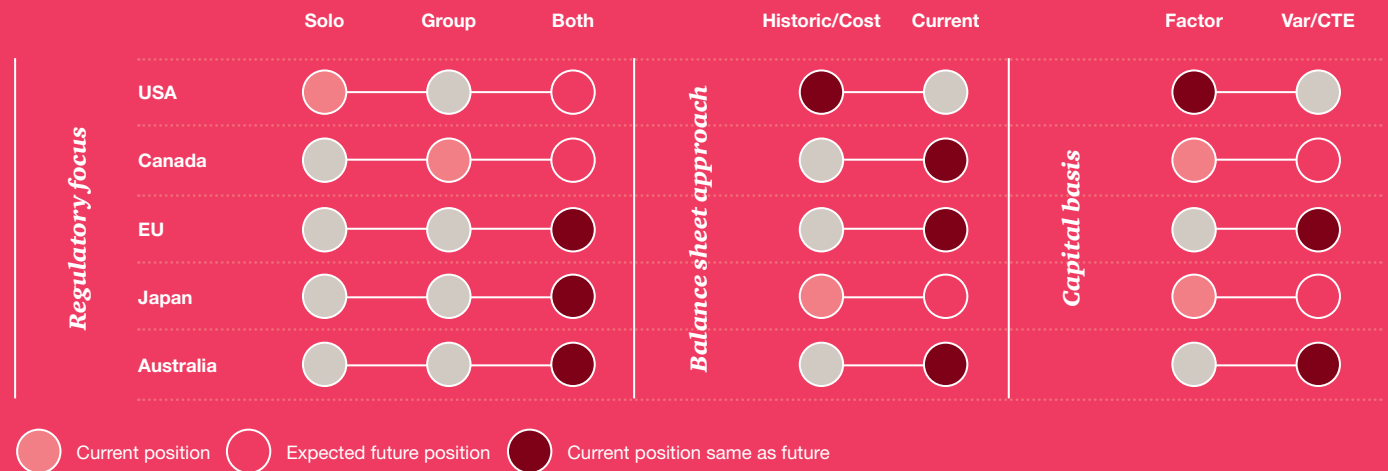 Solo Group Both Historic/Cost Current Factor Var/CTE
Regulatory focus
USA
Canada
EU
Japan
Australia
Balance sheet approach
Capital basis
Current position Expected future position Current position same as future